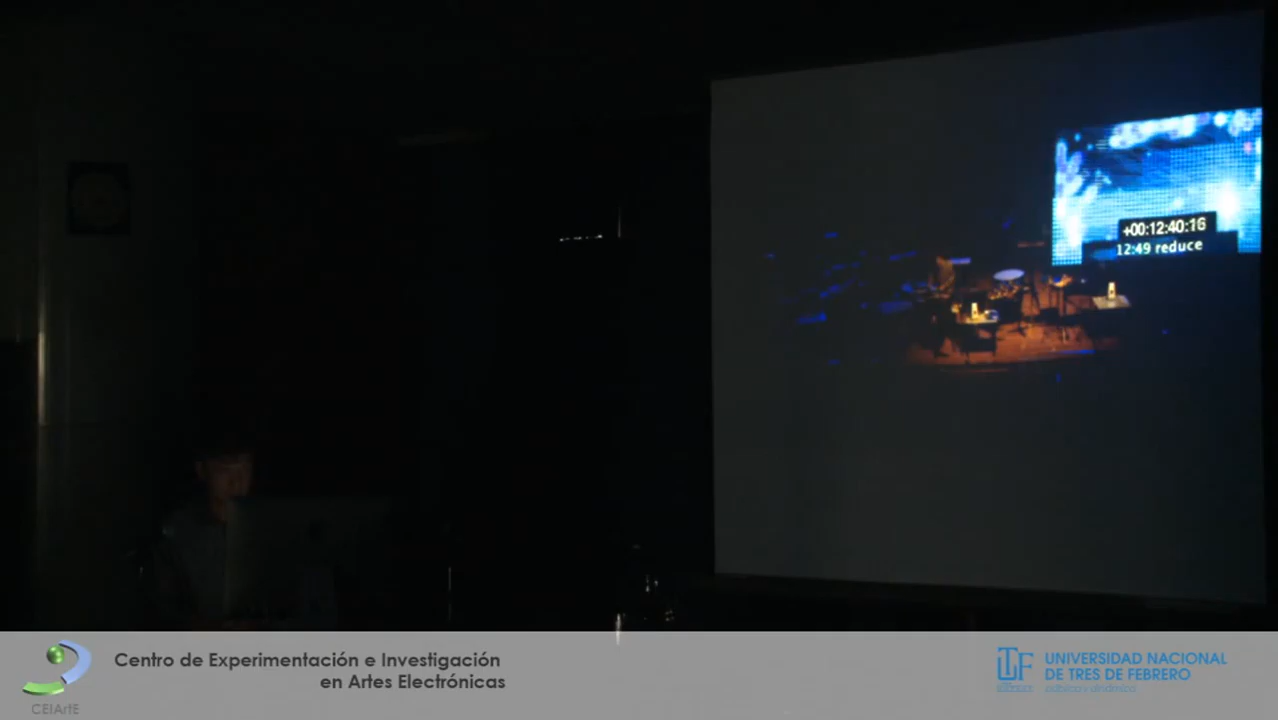 +00:12:40:16
12:49 reduce
Centro de Experimentación e Investigación
en Artes Electrónicas
CEIArtE
UNIVERSIDAD NACIONAL
DE TRES DE FEBRERO